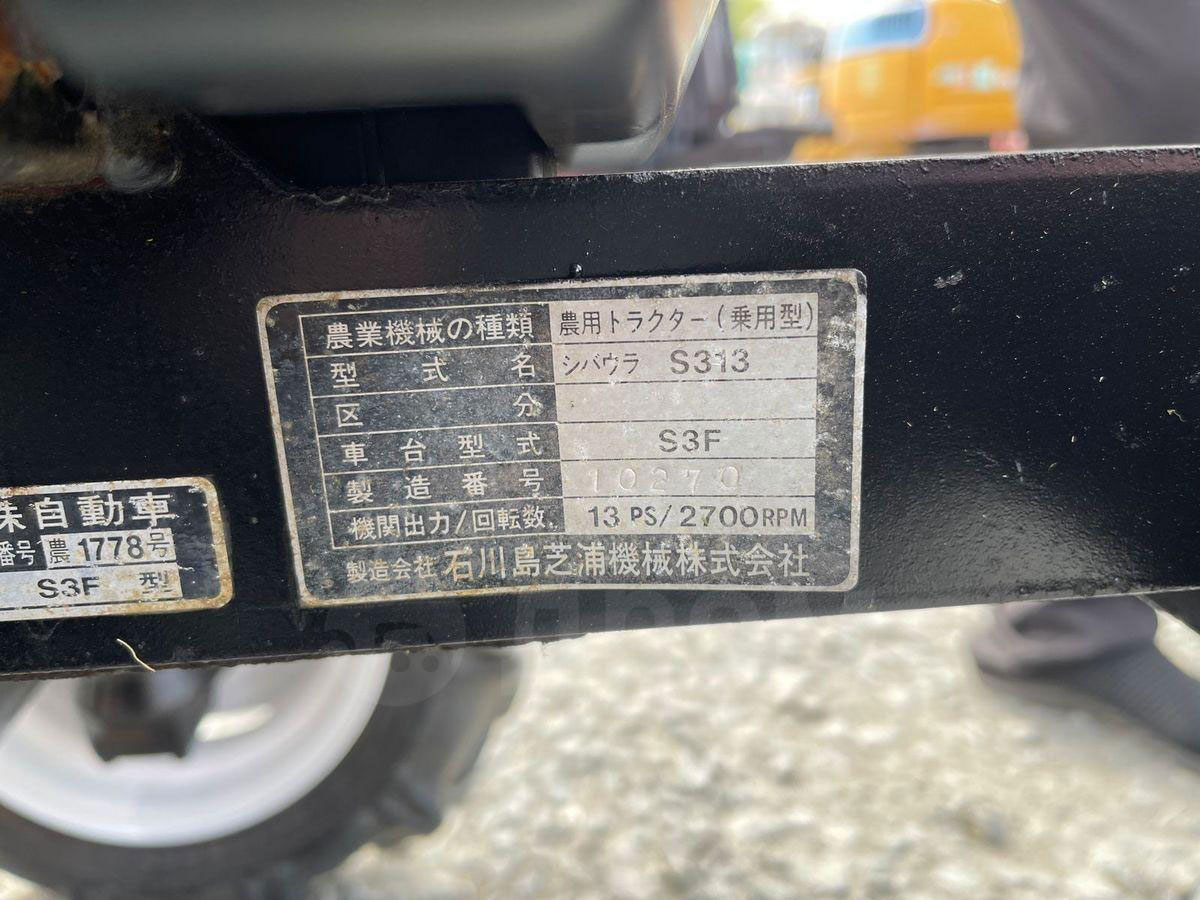 農業機械の種類 農用トラクター(乗用型)
型式名 シバウラ S313
区分
車台型式 S3F
製造番号 10270
機関出力/回転数 13 PS/2700RPM
製造会社 石川島芝浦機械株式会社
殊自動車
番号 農1778号
S3F 型